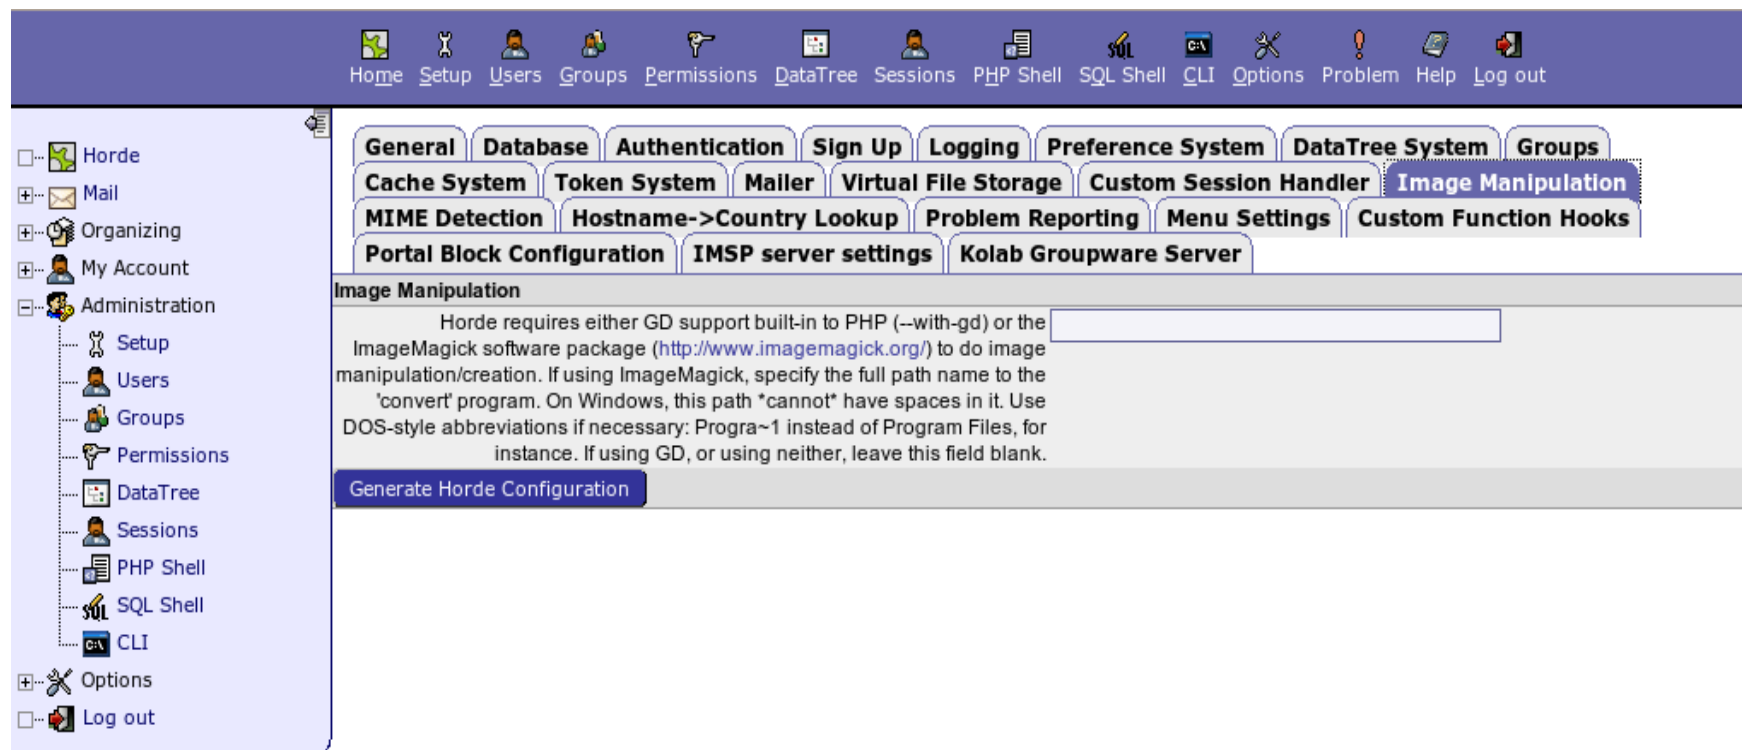 Home Setup Users Groups Permissions DataTree Sessions PHP Shell SQL Shell CLI Options Problem Help Log out
Horde
Mail
Organizing
My Account
Administration
Setup
Users
Groups
Permissions
DataTree
Sessions
PHP Shell
SQL Shell
CLI
Options
Log out
General Database Authentication Sign Up Logging Preference System DataTree System Groups
Cache System Token System Mailer Virtual File Storage Custom Session Handler Image Manipulation
MIME Detection Hostname->Country Lookup Problem Reporting Menu Settings Custom Function Hooks
Portal Block Configuration IMSP server settings Kolab Groupware Server
Image Manipulation
Horde requires either GD support built-in to PHP (--with-gd) or the
ImageMagick software package (http://www.imagemagick.org/) to do image
manipulation/creation. If using ImageMagick, specify the full path name to the
'convert' program. On Windows, this path *cannot* have spaces in it. Use
DOS-style abbreviations if necessary: Progra~1 instead of Program Files, for
instance. If using GD, or using neither, leave this field blank.
Generate Horde Configuration